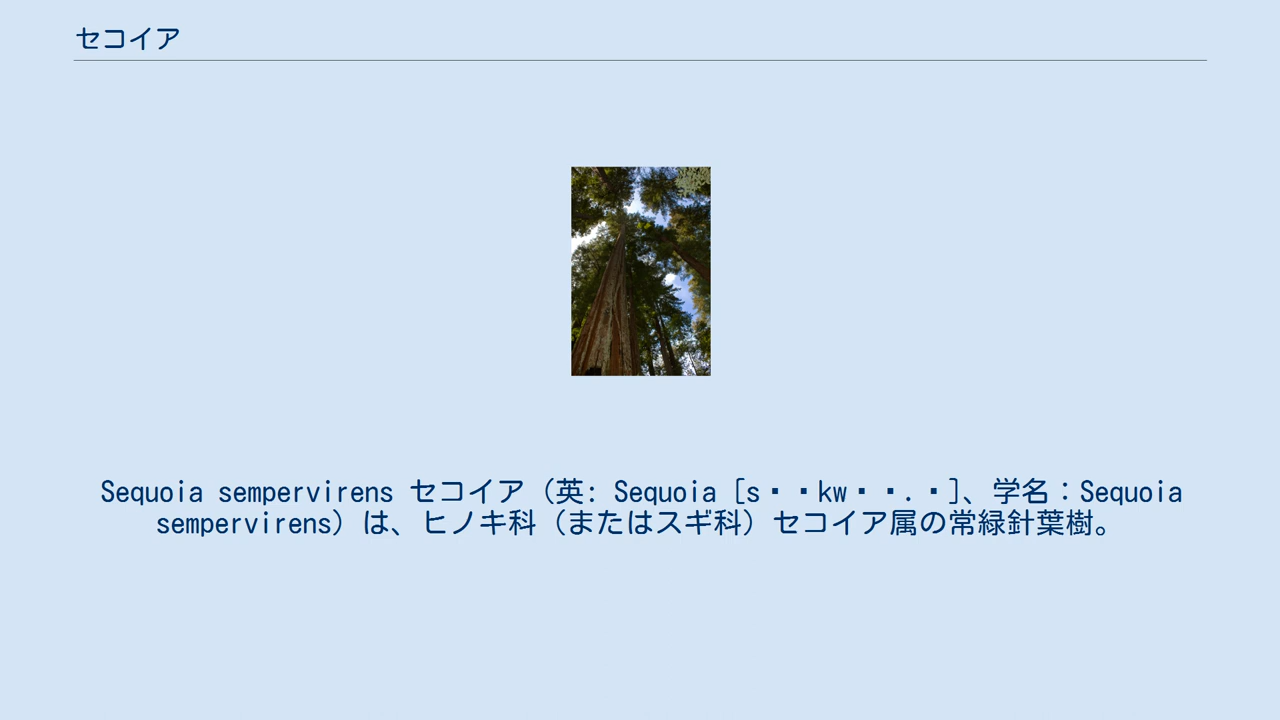 セコイア
Sequoia sempervirens セコイア（英: Sequoia [s・・kw・・.・]、学名：Sequoia
sempervirens）は、ヒノキ科（またはスギ科）セコイア属の常緑針葉樹。